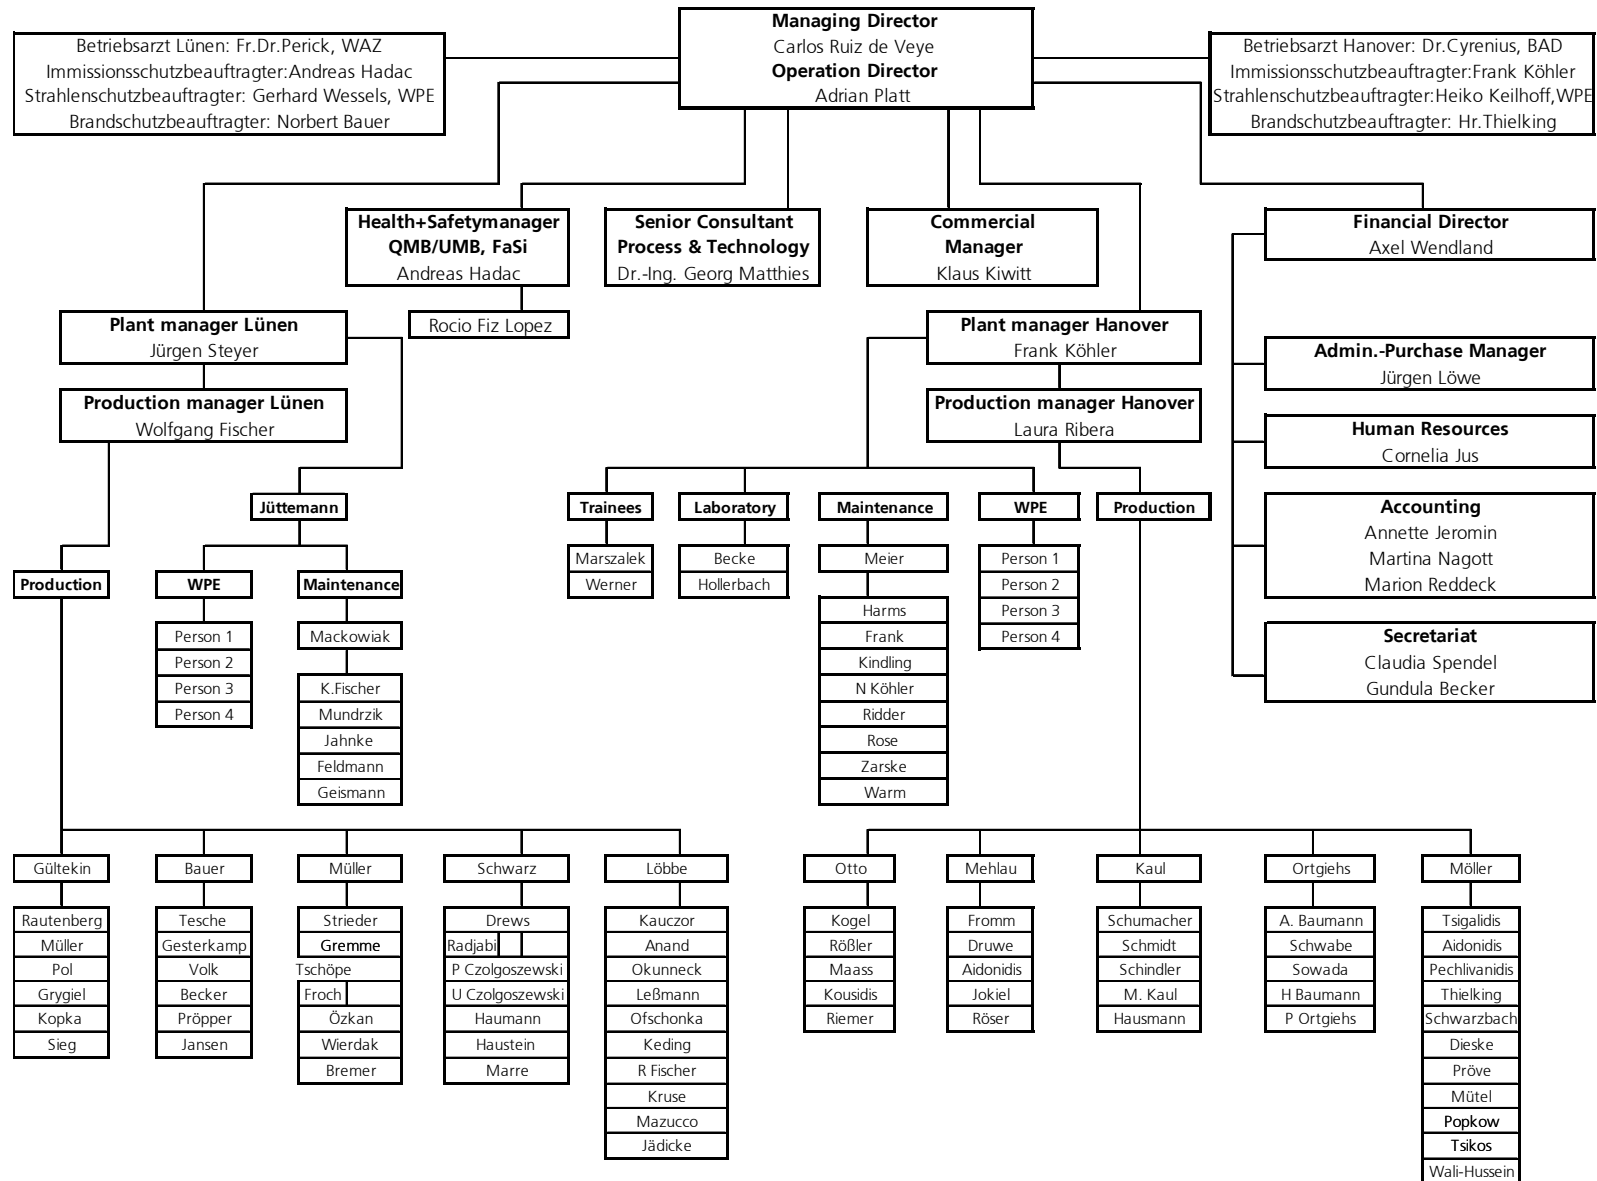 Managing Director
Carlos Ruiz de Veye
Operation Director
Adrian Platt
Betriebsarzt Lünen: Fr.Dr.Perick, WAZ
Immissionsschutzbeauftragter:Andreas Hadac
Strahlenschutzbeauftragter: Gerhard Wessels, WPE
Brandschutzbeauftragter: Norbert Bauer
Betriebsarzt Hanover: Dr.Cyrenius, BAD
Immissionsschutzbeauftragter:Frank Köhler
Strahlenschutzbeauftragter:Heiko Keilhoff,WPE
Brandschutzbeauftragter: Hr.Thielking
Health+Safetymanager
QMB/UMB, FaSi
Andreas Hadac
Rocio Fiz Lopez
Senior Consultant
Process & Technology
Dr.-Ing. Georg Matthies
Commercial
Manager
Klaus Kiwitt
Financial Director
Axel Wendland
Admin.-Purchase Manager
Jürgen Löwe
Human Resources
Cornelia Jus
Accounting
Annette Jeromin
Martina Nagott
Marion Reddeck
Secretariat
Claudia Spendel
Gundula Becker
Plant manager Lünen
Jürgen Steyer
Production manager Lünen
Wolfgang Fischer
Jüttemann
Production
WPE
Person 1
Person 2
Person 3
Person 4
Maintenance
Mackowiak
K.Fischer
Mundrzik
Jahnke
Feldmann
Geismann
Plant manager Hanover
Frank Köhler
Production manager Hanover
Laura Ribera
Trainees
Marszalek
Werner
Laboratory
Becke
Hollerbach
Maintenance
Meier
Harms
Frank
Kindling
N Köhler
Ridder
Rose
Zarske
Warm
WPE
Person 1
Person 2
Person 3
Person 4
Production
Gültekin
Rautenberg
Müller
Pol
Grygiel
Kopka
Sieg
Bauer
Tesche
Gesterkamp
Volk
Becker
Pröpper
Jansen
Müller
Strieder
Gremme
Tschöpe
Froch
Özkan
Wierdak
Bremer
Schwarz
Drews
Radjabi
P Czolgoszewski
U Czolgoszewski
Haumann
Haustein
Marre
Löbbe
Kauczor
Anand
Okunneck
Leßmann
Ofschonka
Keding
R Fischer
Kruse
Mazucco
Jädicke
Otto
Kogel
Rößler
Maass
Kousidis
Riemer
Mehlau
Fromm
Druwe
Aidonidis
Jokiel
Röser
Kaul
Schumacher
Schmidt
Schindler
M. Kaul
Hausmann
Ortgiehs
A. Baumann
Schwabe
Sowada
H Baumann
P Ortgiehs
Möller
Tsigalidis
Aidonidis
Pechlivanidis
Thielking
Schwarzbach
Dieske
Pröve
Mütel
Popkow
Tsikos
Wali-Hussein